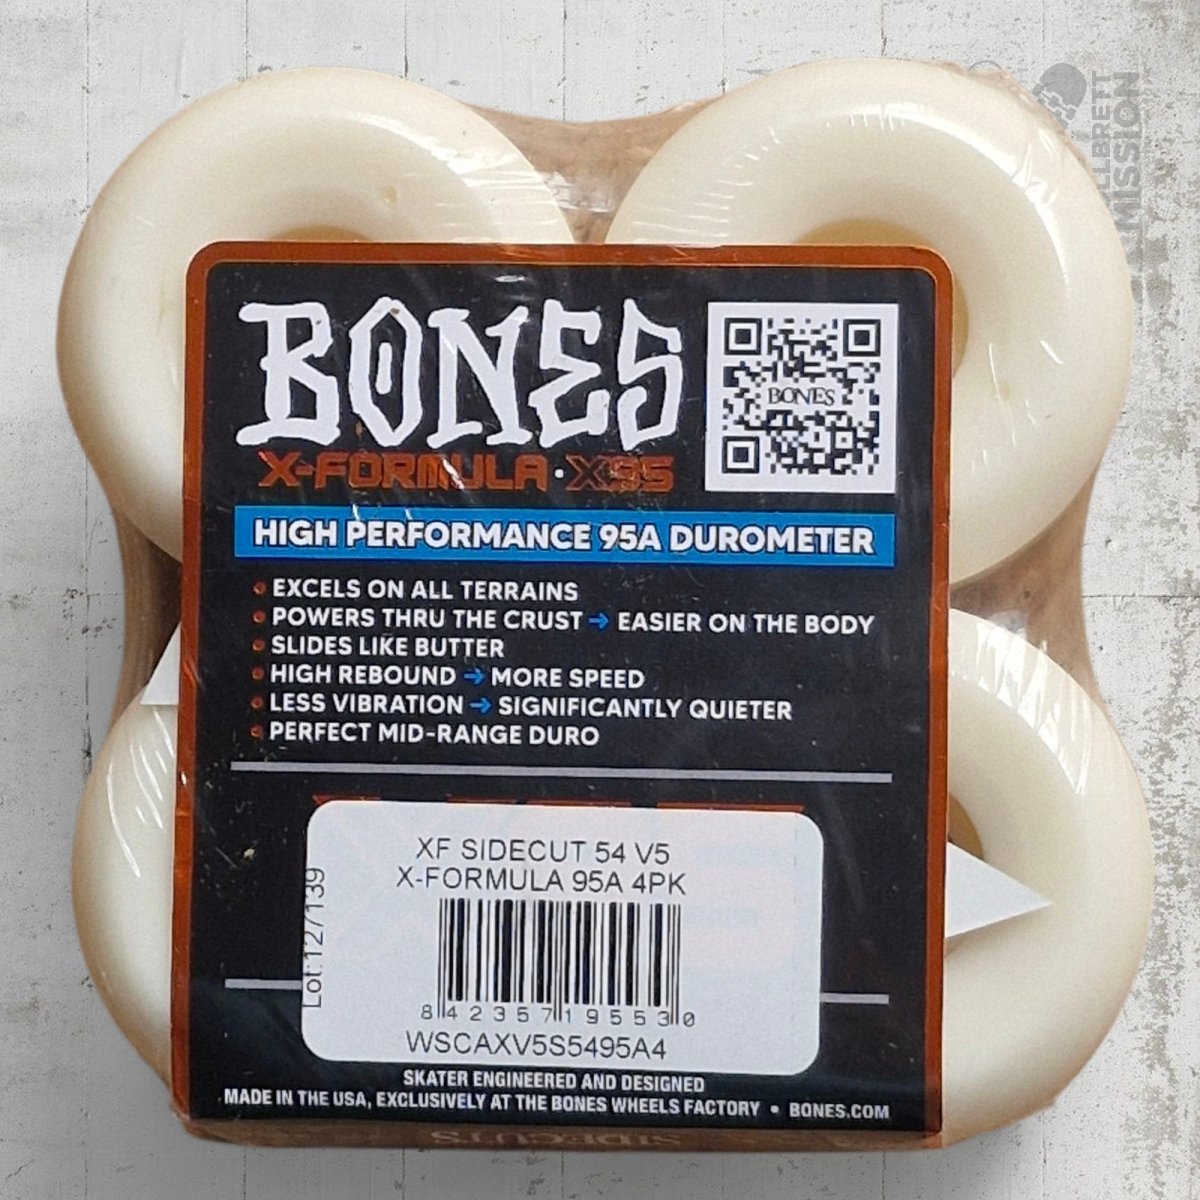 BONES
BONES
X-FORMULA · X95
HIGH PERFORMANCE 95A DUROMETER
• EXCELS ON ALL TERRAINS
• POWERS THRU THE CRUST → EASIER ON THE BODY
• SLIDES LIKE BUTTER
• HIGH REBOUND → MORE SPEED
• LESS VIBRATION → SIGNIFICANTLY QUIETER
• PERFECT MID-RANGE DURO
XF SIDECUT 54 V5
X-FORMULA 95A 4PK
Lot:127139
8 42357 19553 0
WSCAXV5S5495A4
SKATER ENGINEERED AND DESIGNED
MADE IN THE USA, EXCLUSIVELY AT THE BONES WHEELS FACTORY • BONES.COM
SIDECUTS
MISSION